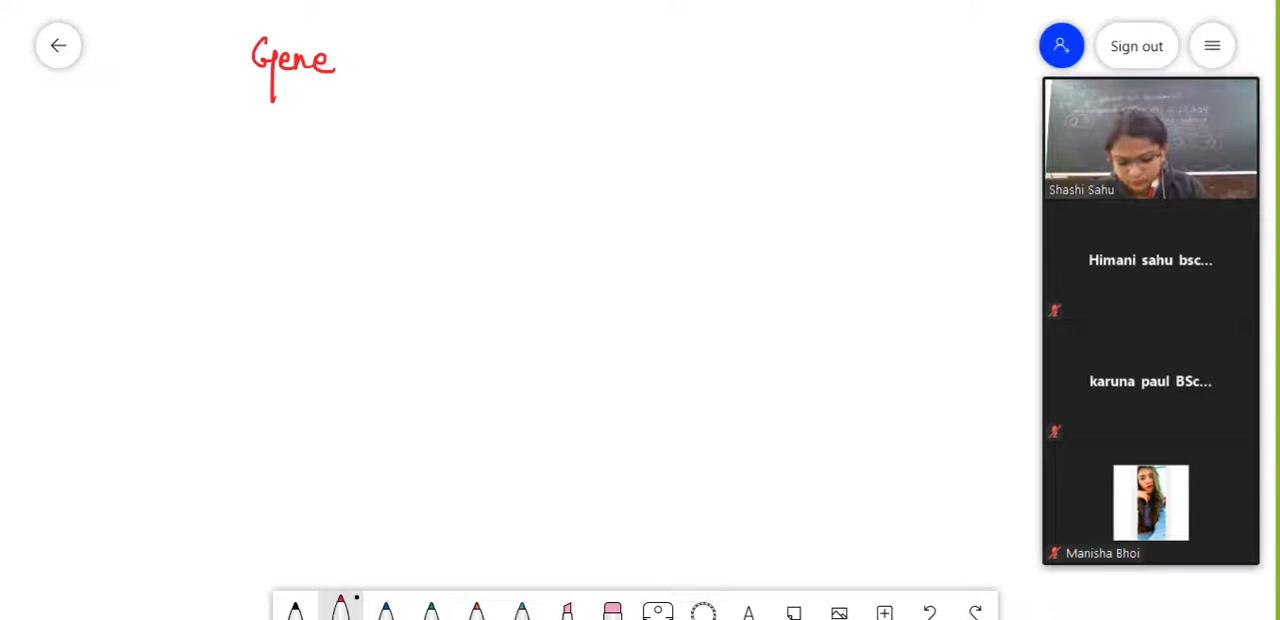 Gene
Sign out
Shashi Sahu
Himani sahu bsc...
karuna paul BSc...
Manisha Bhoi
A